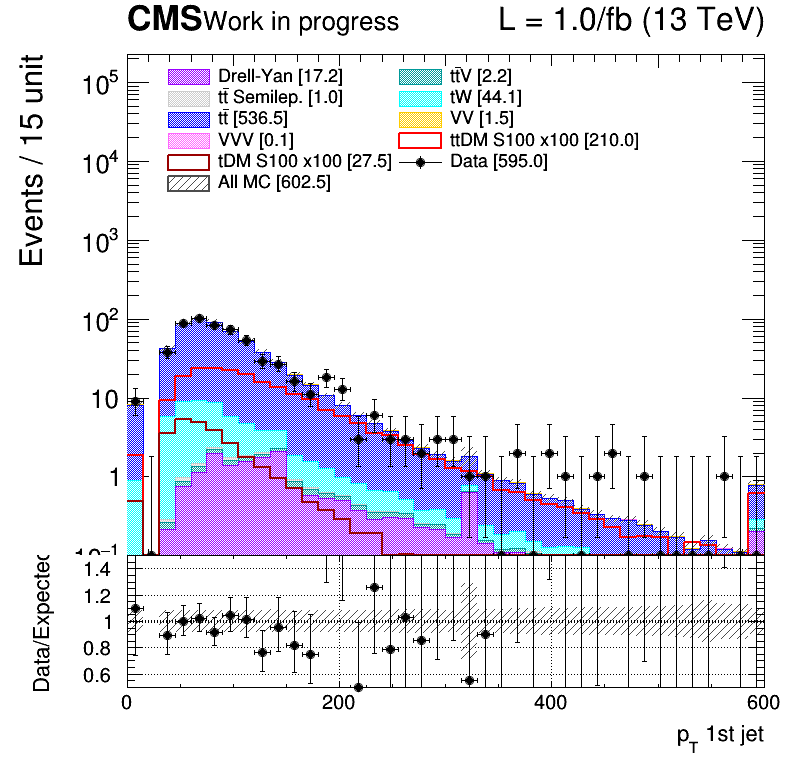 CMS Work in progress L = 1.0/fb (13 TeV)
Events / 15 unit
10⁵
10⁴
10³
10²
10
1
10⁻¹
Drell-Yan [17.2]
tt̄V [2.2]
tt̄ Semilep. [1.0]
tW [44.1]
tt̄ [536.5]
VV [1.5]
VVV [0.1]
ttDM S100 x100 [210.0]
tDM S100 x100 [27.5]
Data [595.0]
All MC [602.5]
Data/Expected
1.4
1.2
1
0.8
0.6
0 200 400 600
p_T 1st jet